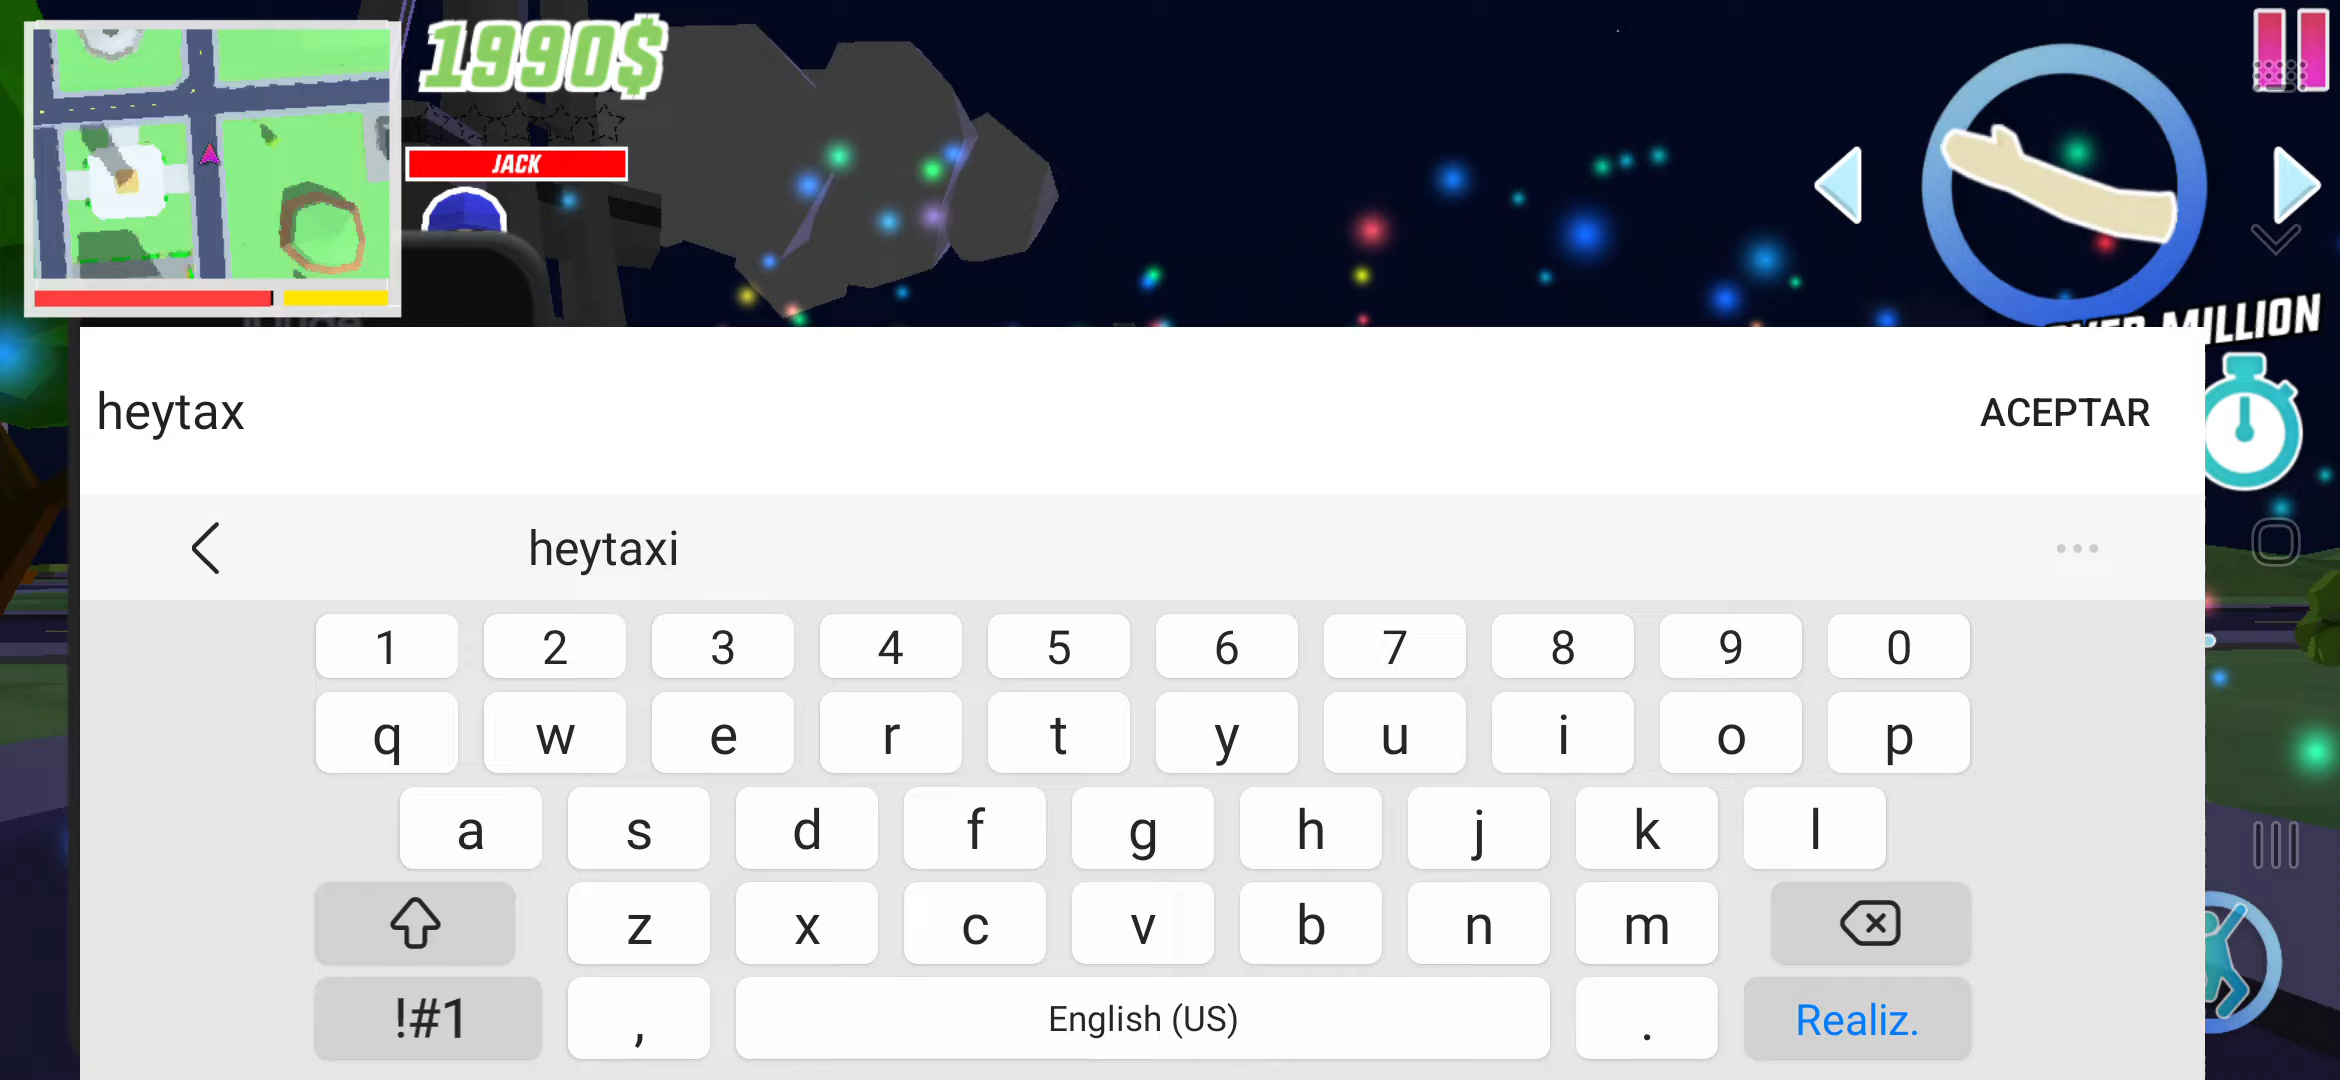 1990$
JACK
MILLION
heytax
ACEPTAR
heytaxi
1 2 3 4 5 6 7 8 9 0
q w e r t y u i o p
a s d f g h j k l
z x c v b n m
!#1 , English (US) . Realiz.